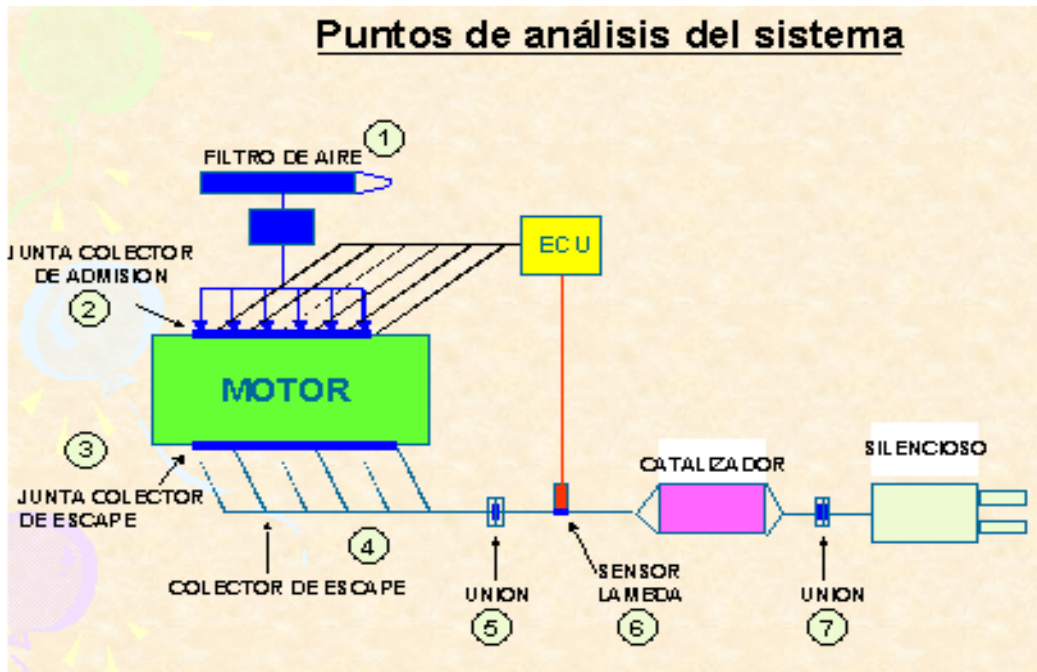 Puntos de análisis del sistema
1
FILTRO DE AIRE
JUNTA COLECTOR
DE ADMISION
2
ECU
MOTOR
3
JUNTA COLECTOR
DE ESCAPE
4
COLECTOR DE ESCAPE
UNION
5
SENSOR
LAMBDA
6
CATALIZADOR
UNION
7
SILENCIOSO